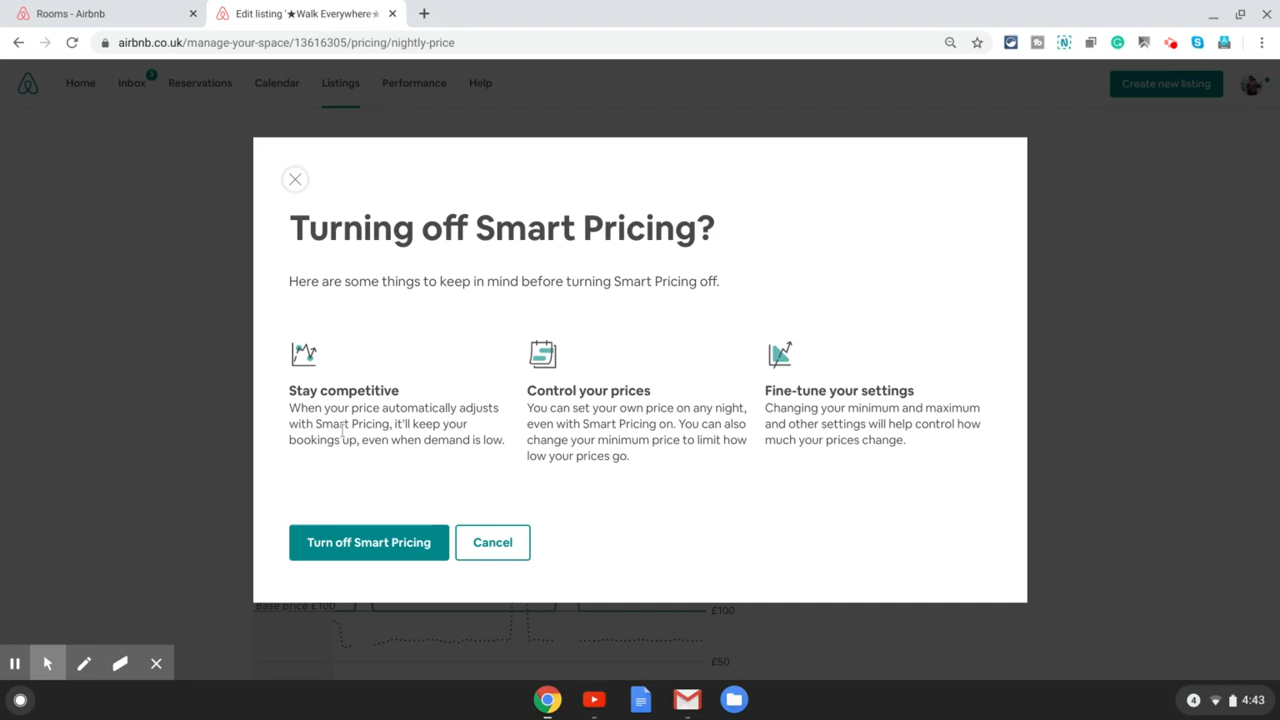 Rooms - Airbnb
Edit listing '★Walk Everywhere★
airbnb.co.uk/manage-your-space/13616305/pricing/nightly-price
Home
Inbox
3
Reservations
Calendar
Listings
Performance
Help
Create new listing
Turning off Smart Pricing?
Here are some things to keep in mind before turning Smart Pricing off.
Stay competitive
When your price automatically adjusts
with Smart Pricing, it'll keep your
bookings up, even when demand is low.
Control your prices
You can set your own price on any night,
even with Smart Pricing on. You can also
change your minimum price to limit how
low your prices go.
Fine-tune your settings
Changing your minimum and maximum
and other settings will help control how
much your prices change.
Turn off Smart Pricing
Cancel
Base price £100
£100
£50
4
4:43